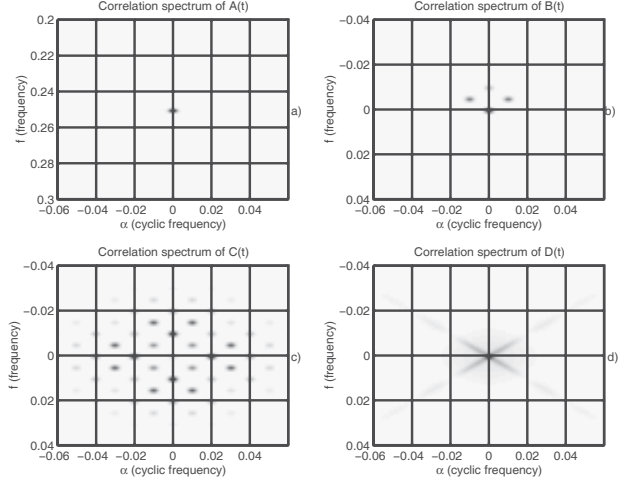 Correlation spectrum of A(t)
0.2
0.22
0.24
0.26
0.28
0.3
f (frequency)
−0.06 −0.04 −0.02 0 0.02 0.04
α (cyclic frequency)
a)
Correlation spectrum of B(t)
−0.04
−0.02
0
0.02
0.04
f (frequency)
−0.06 −0.04 −0.02 0 0.02 0.04
α (cyclic frequency)
b)
Correlation spectrum of C(t)
−0.04
−0.02
0
0.02
0.04
f (frequency)
−0.06 −0.04 −0.02 0 0.02 0.04
α (cyclic frequency)
c)
Correlation spectrum of D(t)
−0.04
−0.02
0
0.02
0.04
f (frequency)
−0.06 −0.04 −0.02 0 0.02 0.04
α (cyclic frequency)
d)